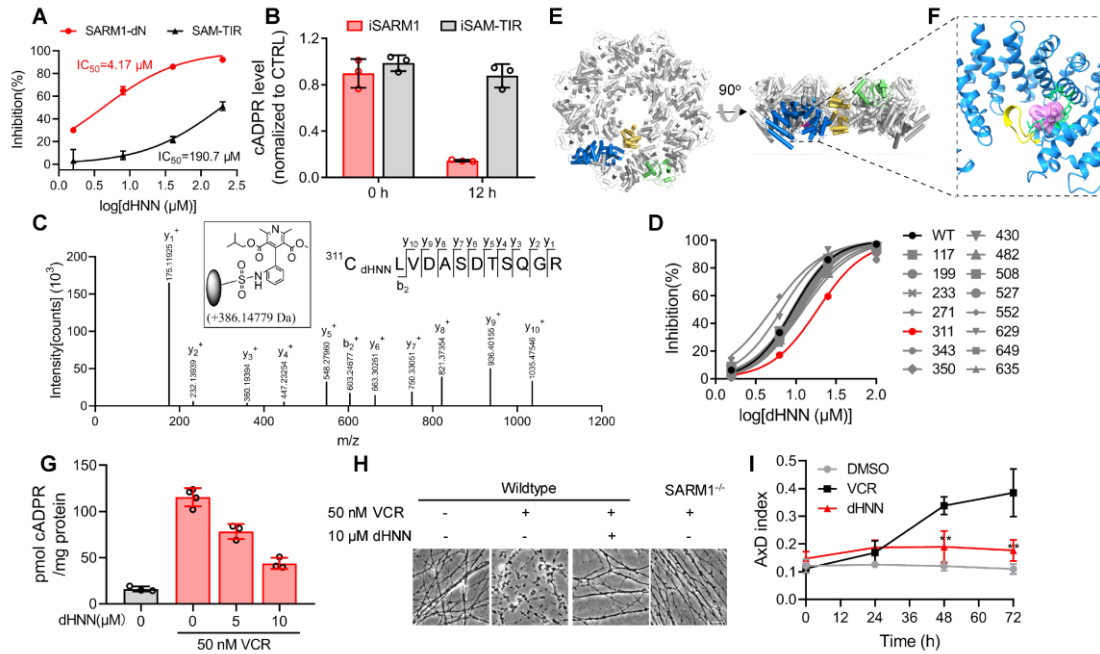 A
SARM1-dN
SAM-TIR
Inhibition(%)
100
80
60
40
20
0
IC50=4.17 μM
IC50=190.7 μM
0.0 0.5 1.0 1.5 2.0 2.5
log[dHNN (μM)]
B
iSARM1
iSAM-TIR
cADPR level
(nomalized to CTRL)
1.2
0.8
0.4
0.0
0 h 12 h
C
Intensity[counts] (10³)
200
150
100
50
0
y1+
175.11925
y2+
232.13939
y3+
360.19394
y4+
447.23254
y5+
548.27960
b2+
603.24677
y6+
663.30261
y7+
750.33051
y8+
821.37354
y9+
936.40155
y10+
1035.47546
0 200 400 600 800 1000 1200
m/z
(+386.14779 Da)
y10 y9 y8 y7 y6 y5 y4 y3 y2 y1
311C dHNN LVDASDTSQGR
b2
E
90º
F
D
Inhibition(%)
100
80
60
40
20
0
0.0 0.5 1.0 1.5 2.0
log[dHNN (μM)]
WT 430
117 482
199 508
233 527
271 552
311 629
343 649
350 635
G
pmol cADPR
/mg protein
150
100
50
0
dHNN(μM) 0 0 5 10
50 nM VCR
H
Wildtype SARM1-/-
50 nM VCR - + + +
10 μM dHNN - - + -
I
DMSO
VCR
dHNN
AxD index
0.5
0.4
0.3
0.2
0.1
0.0
** **
0 12 24 36 48 60 72
Time (h)